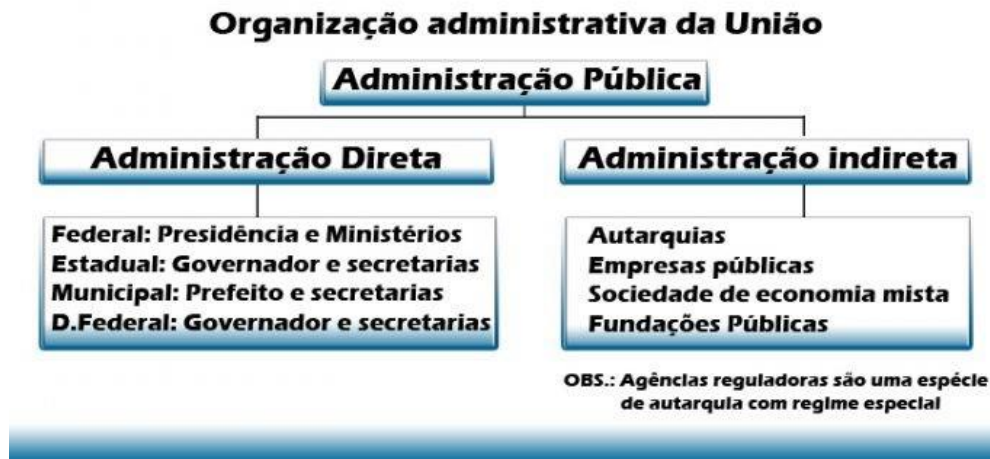 Organização administrativa da União
Administração Pública
Administração Direta
Administração indireta
Federal: Presidência e Ministérios
Estadual: Governador e secretarias
Municipal: Prefeito e secretarias
D.Federal: Governador e secretarias
Autarquias
Empresas públicas
Sociedade de economia mista
Fundações Públicas
OBS.: Agências reguladoras são uma espécie
de autarquia com regime especial